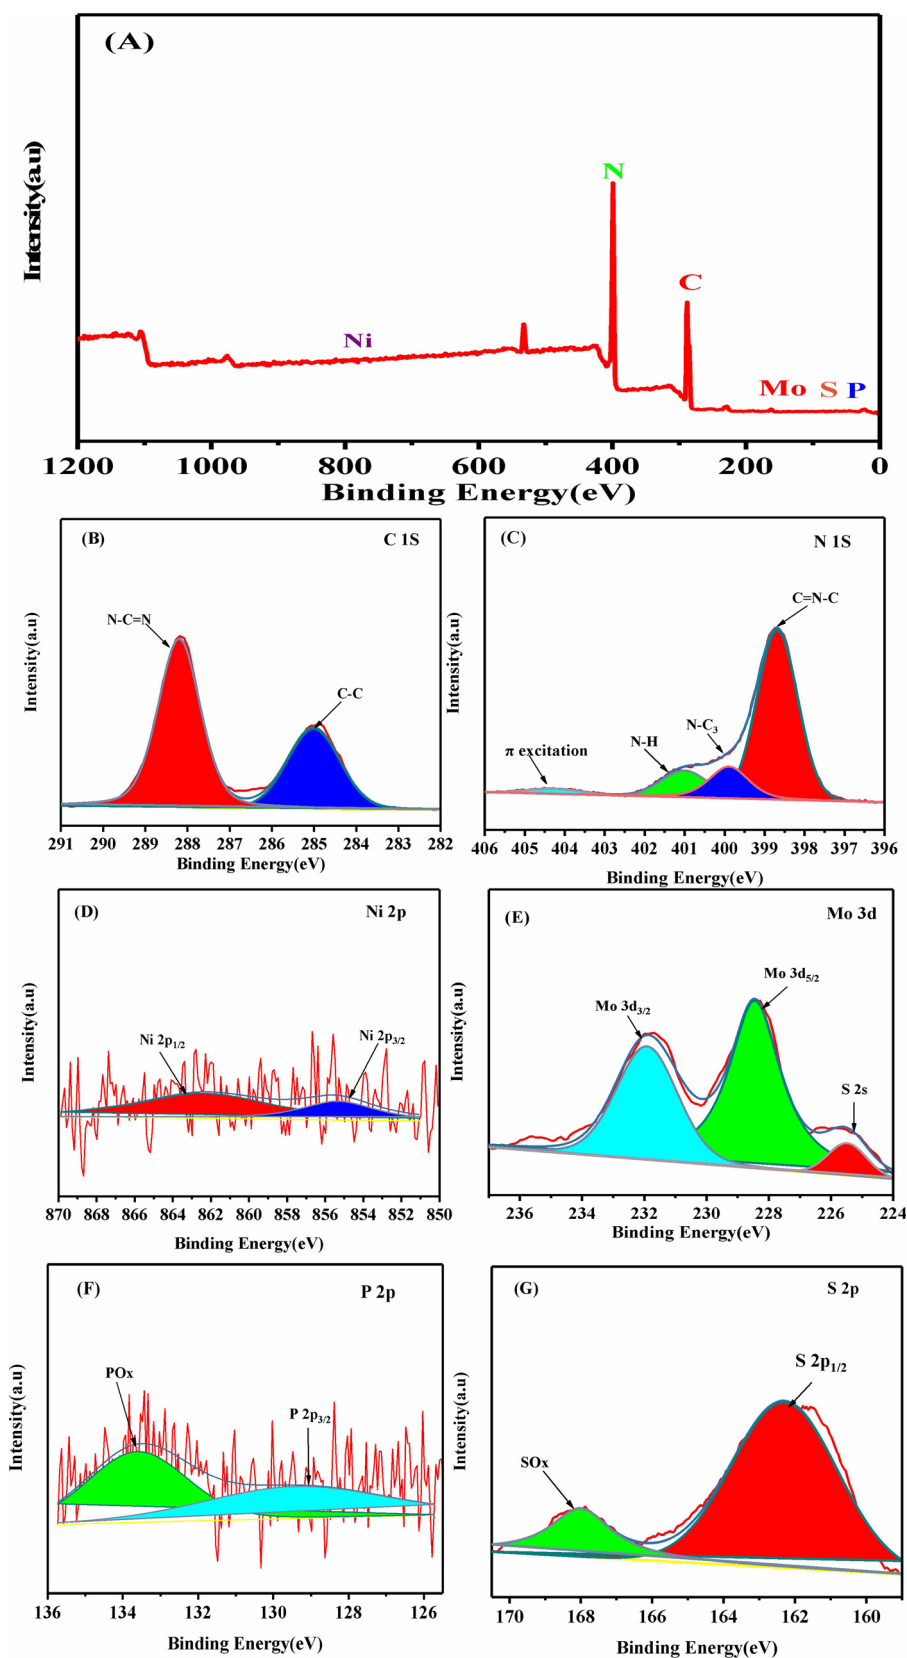 (A)
N
C
Ni
Mo S P
Intensity(a.u)
1200 1000 800 600 400 200 0
Binding Energy(eV)
(B) C 1S
N-C=N
C-C
Intensity(a.u)
291 290 289 288 287 286 285 284 283 282
Binding Energy(eV)
(C) N 1S
C=N-C
N-C3
N-H
π excitation
Intensity(a.u)
406 405 404 403 402 401 400 399 398 397 396
Binding Energy(eV)
(D) Ni 2p
Ni 2p1/2
Ni 2p3/2
Intensity(a.u)
870 868 866 864 862 860 858 856 854 852 850
Binding Energy(eV)
(E) Mo 3d
Mo 3d5/2
Mo 3d3/2
S 2s
Intensity(a.u)
236 234 232 230 228 226 224
Binding Energy(eV)
(F) P 2p
POx
P 2p3/2
Intensity(a.u)
136 134 132 130 128 126
Binding Energy(eV)
(G) S 2p
S 2p1/2
SOx
Intensity(a.u)
170 168 166 164 162 160
Binding Energy(eV)